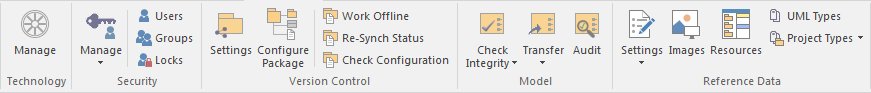 Manage
Technology
Manage
Users
Groups
Locks
Security
Settings
Configure
Package
Work Offline
Re-Synch Status
Check Configuration
Version Control
Check
Integrity
Transfer
Audit
Model
Settings
Images
Resources
UML Types
Project Types
Reference Data